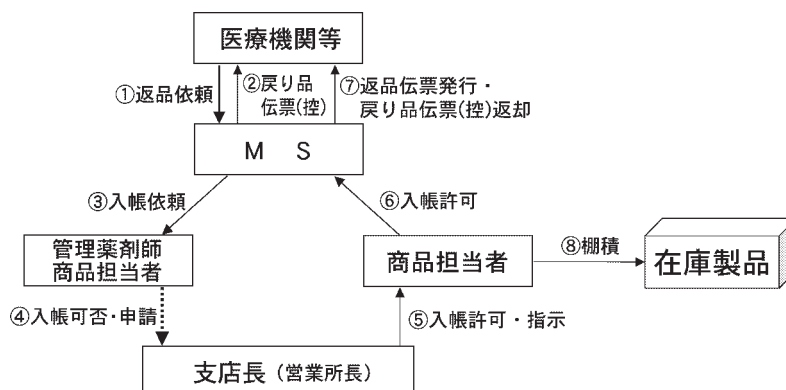 医療機関等
①返品依頼
②戻り品
伝票(控)
⑦返品伝票発行・
戻り品伝票(控)返却
M S
③入帳依頼
⑥入帳許可
管理薬剤師
商品担当者
商品担当者
⑧棚積
在庫製品
④入帳可否・申請
⑤入帳許可・指示
支店長（営業所長）